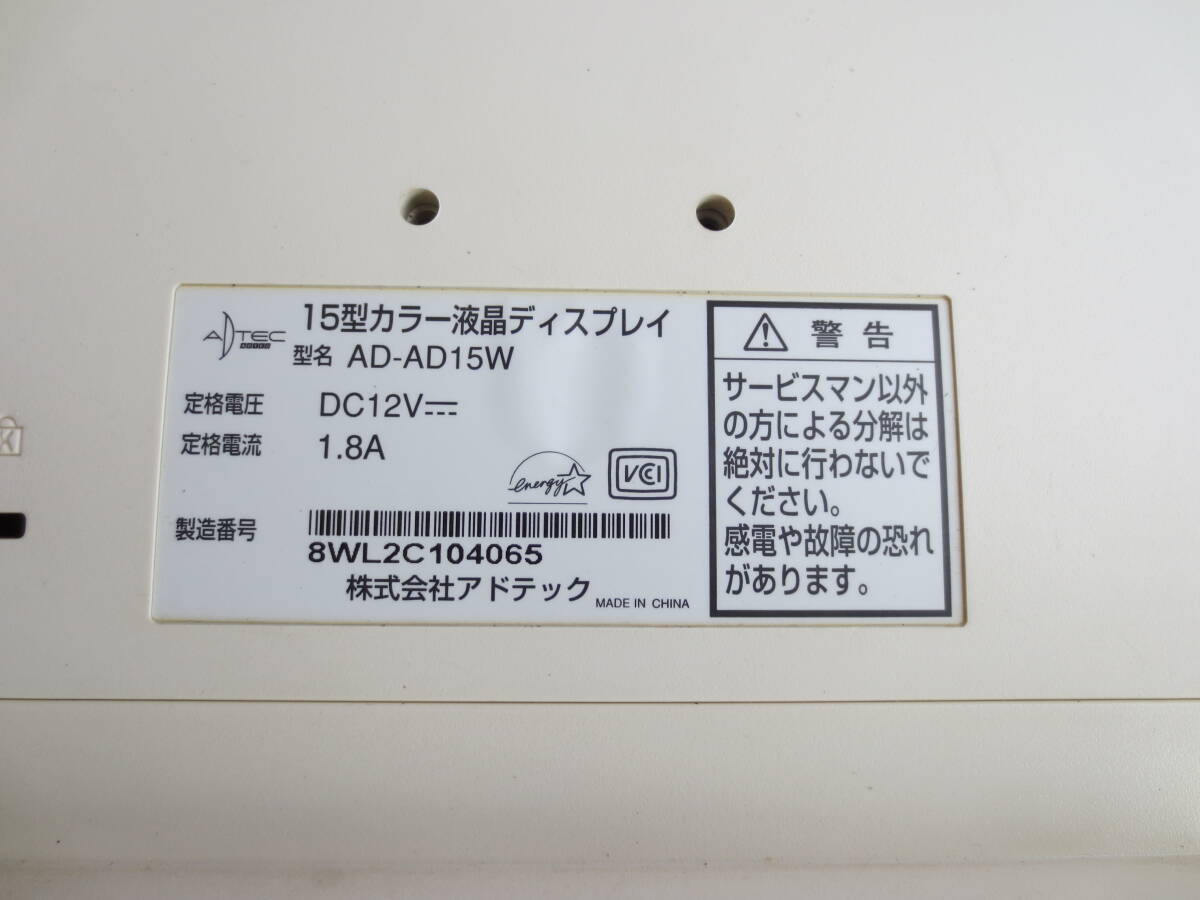 ADTEC
15型カラー液晶ディスプレイ
型名 AD-AD15W
定格電圧 DC12V
定格電流 1.8A
energy
VCI
製造番号
8WL2C104065
株式会社アドテック
MADE IN CHINA
警告
サービスマン以外
の方による分解は
絶対に行わないで
ください。
感電や故障の恐れ
があります。
K